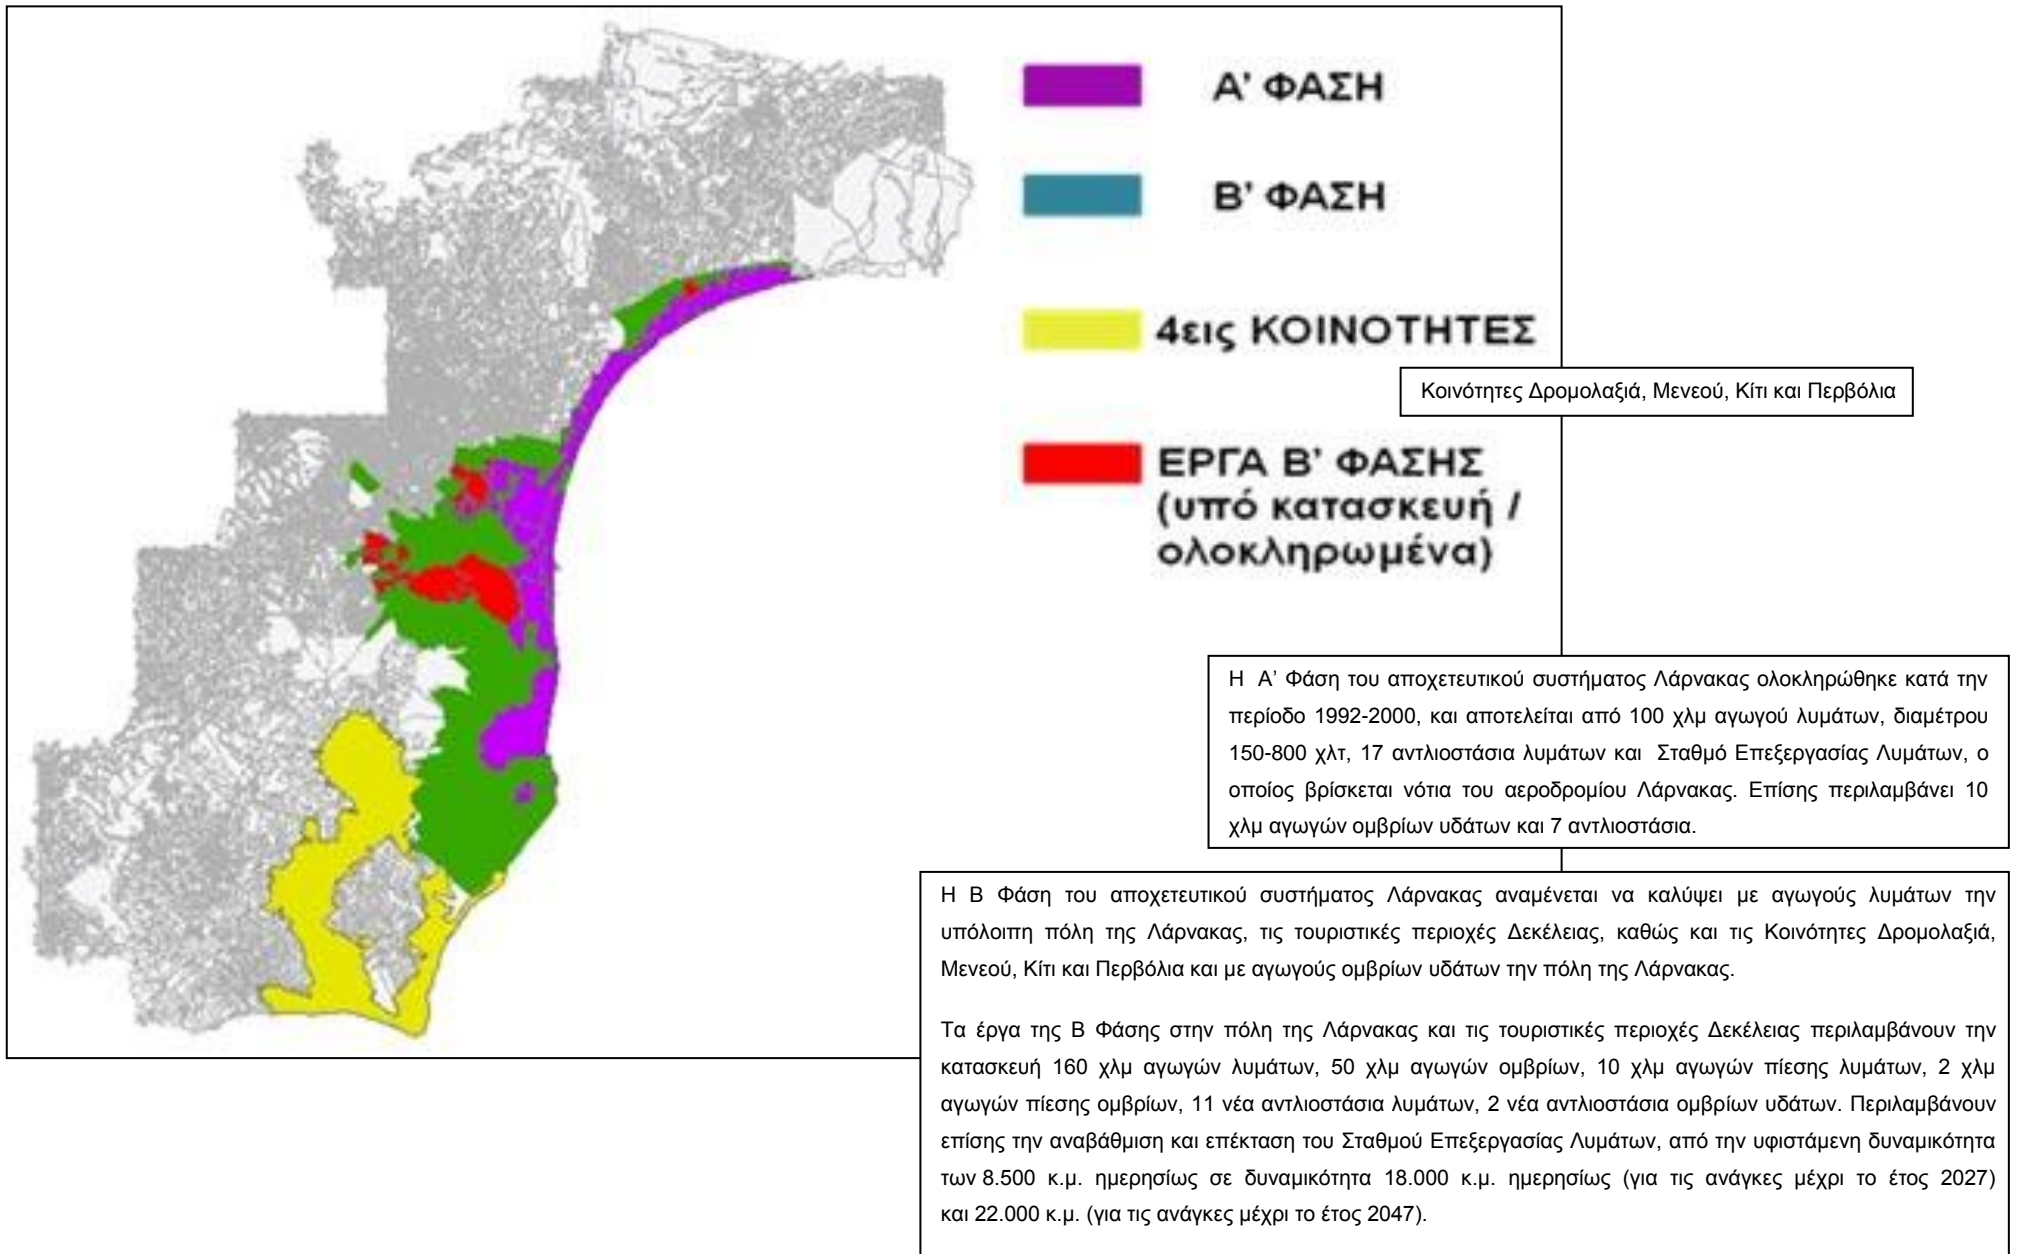 Α' ΦΑΣΗ
Β' ΦΑΣΗ
4εις ΚΟΙΝΟΤΗΤΕΣ
Κοινότητες Δρομολαξιά, Μενεού, Κίτι και Περβόλια
ΕΡΓΑ Β' ΦΑΣΗΣ
(υπό κατασκευή /
ολοκληρωμένα)
Η Α' Φάση του αποχετευτικού συστήματος Λάρνακας ολοκληρώθηκε κατά την
περίοδο 1992-2000, και αποτελείται από 100 χλμ αγωγού λυμάτων, διαμέτρου
150-800 χλτ, 17 αντλιοστάσια λυμάτων και Σταθμό Επεξεργασίας Λυμάτων, ο
οποίος βρίσκεται νότια του αεροδρομίου Λάρνακας. Επίσης περιλαμβάνει 10
χλμ αγωγών ομβρίων υδάτων και 7 αντλιοστάσια.
Η Β Φάση του αποχετευτικού συστήματος Λάρνακας αναμένεται να καλύψει με αγωγούς λυμάτων την
υπόλοιπη πόλη της Λάρνακας, τις τουριστικές περιοχές Δεκέλειας, καθώς και τις Κοινότητες Δρομολαξιά,
Μενεού, Κίτι και Περβόλια και με αγωγούς ομβρίων υδάτων την πόλη της Λάρνακας.
Τα έργα της Β Φάσης στην πόλη της Λάρνακας και τις τουριστικές περιοχές Δεκέλειας περιλαμβάνουν την
κατασκευή 160 χλμ αγωγών λυμάτων, 50 χλμ αγωγών ομβρίων, 10 χλμ αγωγών πίεσης λυμάτων, 2 χλμ
αγωγών πίεσης ομβρίων, 11 νέα αντλιοστάσια λυμάτων, 2 νέα αντλιοστάσια ομβρίων υδάτων. Περιλαμβάνουν
επίσης την αναβάθμιση και επέκταση του Σταθμού Επεξεργασίας Λυμάτων, από την υφιστάμενη δυναμικότητα
των 8.500 κ.μ. ημερησίως σε δυναμικότητα 18.000 κ.μ. ημερησίως (για τις ανάγκες μέχρι το έτος 2027)
και 22.000 κ.μ. (για τις ανάγκες μέχρι το έτος 2047).